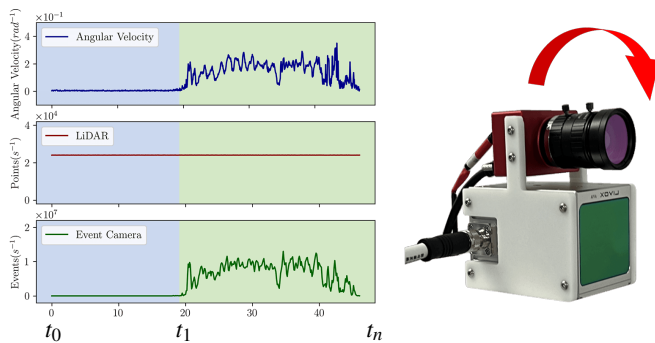 ×10⁻¹
Angular Velocity(rad⁻¹)
4
2
0
Angular Velocity
×10⁴
Points(s⁻¹)
4
2
0
LiDAR
×10⁷
Events(s⁻¹)
2
1
0
Event Camera
0 10 20 30 40
t₀ t₁ tₙ
LIVOX